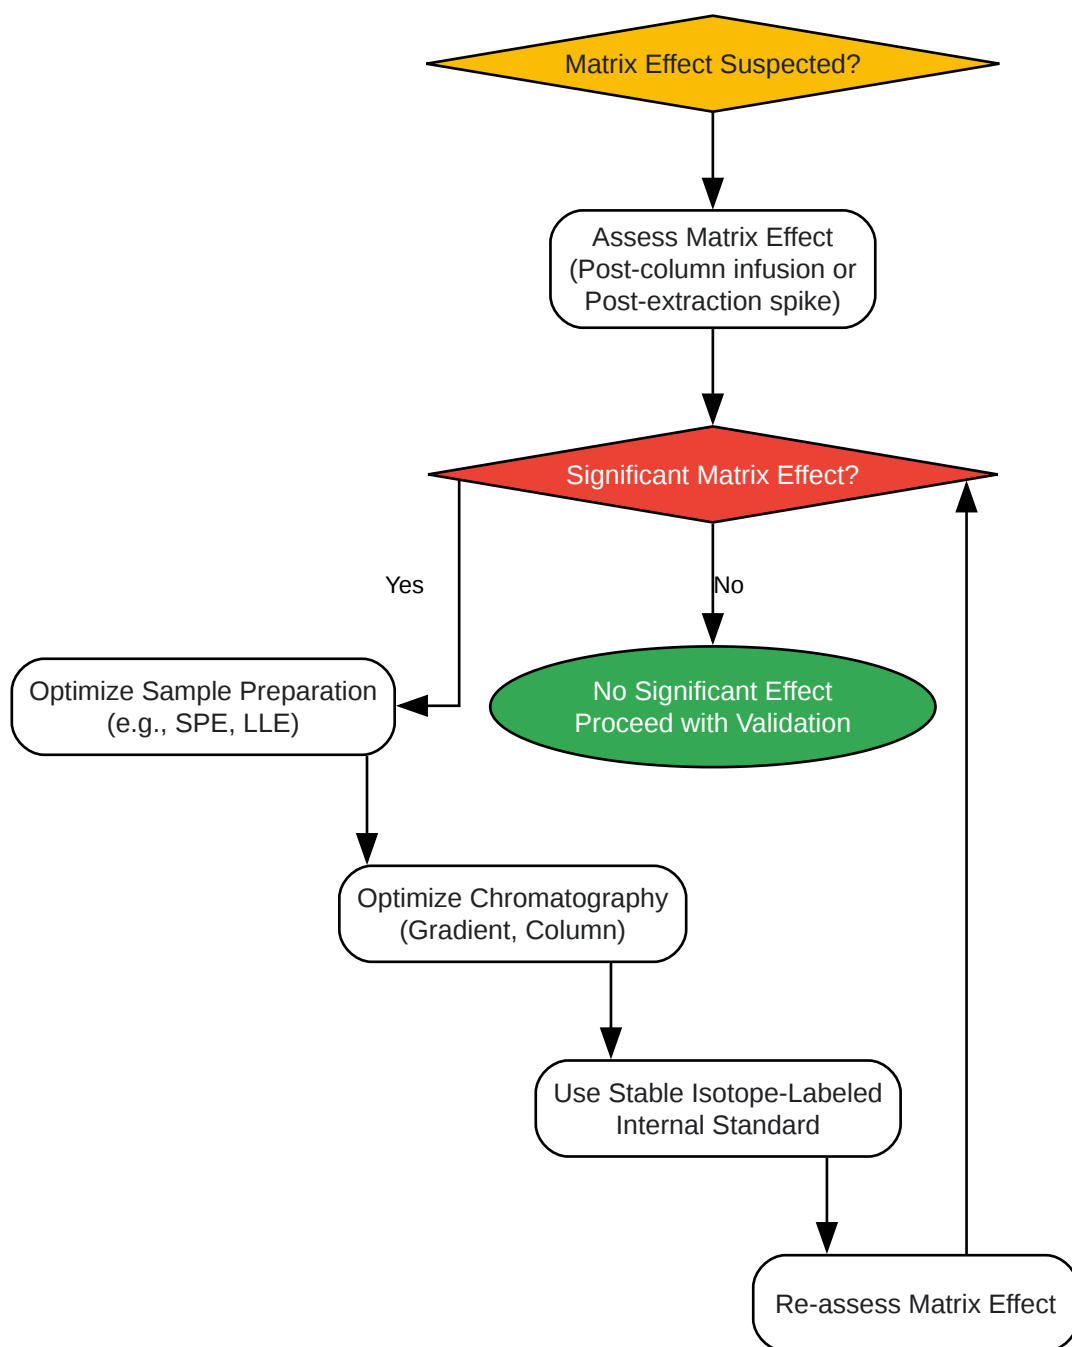 Matrix Effect Suspected?
Assess Matrix Effect
(Post-column infusion or
Post-extraction spike)
Significant Matrix Effect?
Yes
No
Optimize Sample Preparation
(e.g., SPE, LLE)
No Significant Effect
Proceed with Validation
Optimize Chromatography
(Gradient, Column)
Use Stable Isotope-Labeled
Internal Standard
Re-assess Matrix Effect